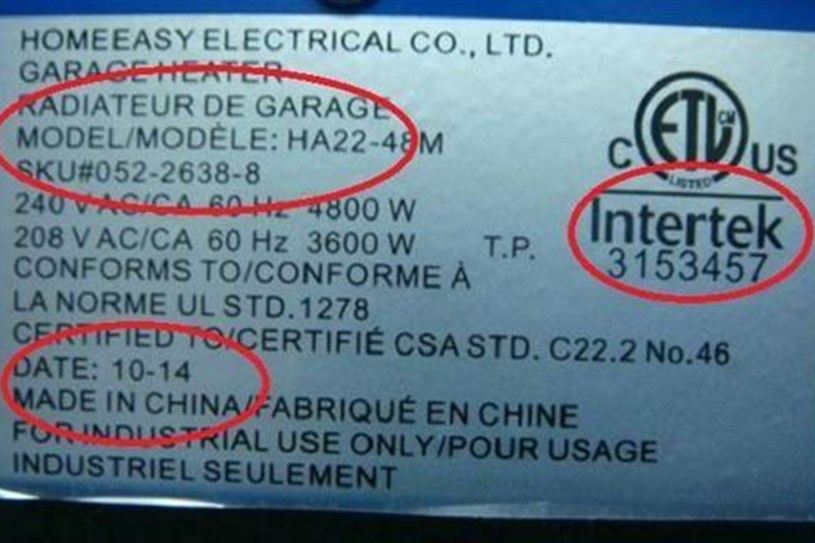 HOMEEASY ELECTRICAL CO., LTD.
GARAGE HEATER
RADIATEUR DE GARAGE
MODEL/MODÈLE: HA22-48M
SKU#052-2638-8
240 V AC/CA 60 Hz 4800 W
208 V AC/CA 60 Hz 3600 W T.P.
CONFORMS TO/CONFORME À
LA NORME UL STD.1278
CERTIFIED TO/CERTIFIÉ CSA STD. C22.2 No.46
DATE: 10-14
MADE IN CHINA/FABRIQUÉ EN CHINE
FOR INDUSTRIAL USE ONLY/POUR USAGE
INDUSTRIEL SEULEMENT
C ETL CM US
LISTED
Intertek
3153457